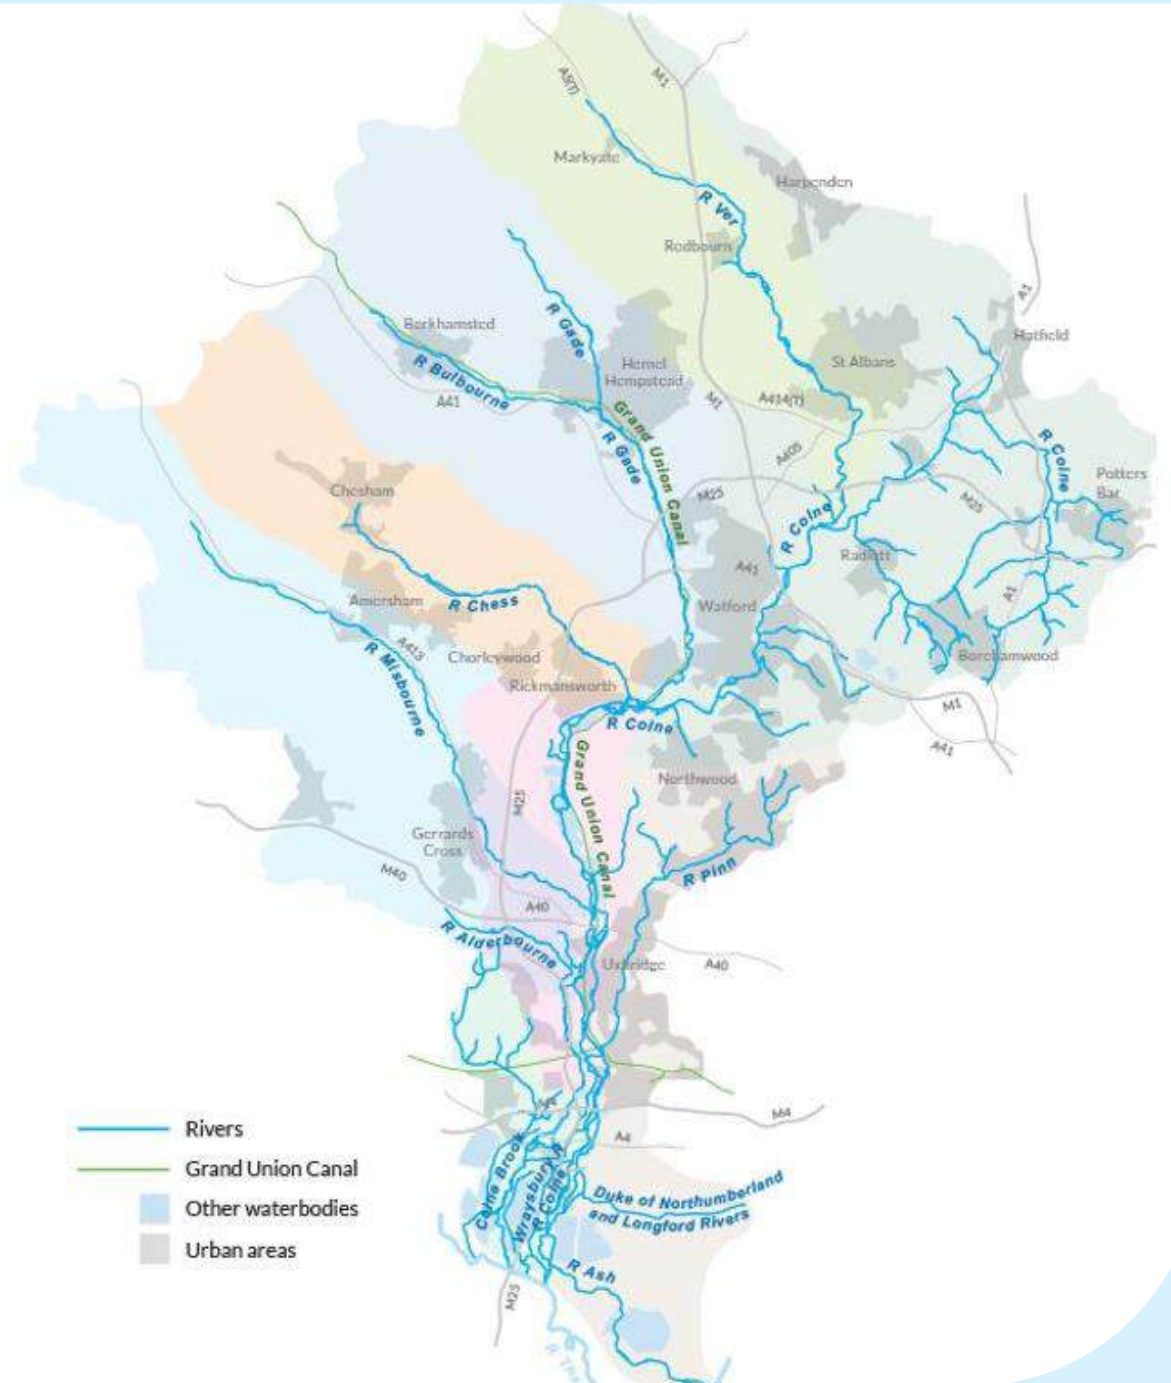 A5(T)
M1
Markyate
Harpenden
R Ver
Redbourn
A1
R Gade
Berkhamsted
Hatfield
Hemel
Hempstead
St Albans
R Bulbourne
A41
M1
A414(T)
Grand Union Canal
R Gade
A405
R Colne
Potters
Bar
Chesham
M25
M25
R Colne
Radlett
A41
Amersham
R Chess
Watford
A1
A413
R Misbourne
Chorleywood
Borehamwood
Rickmansworth
M1
R Colne
A41
Grand Union Canal
Northwood
M25
Gerrards
Cross
M40
R Pinn
A40
R Alderbourne
Uxbridge
A40
M4
M4
A4
Rivers
Grand Union Canal
Other waterbodies
Urban areas
Colne Brook
Wraysbury R
R Colne
Duke of Northumberland
and Longford Rivers
R Ash
M25